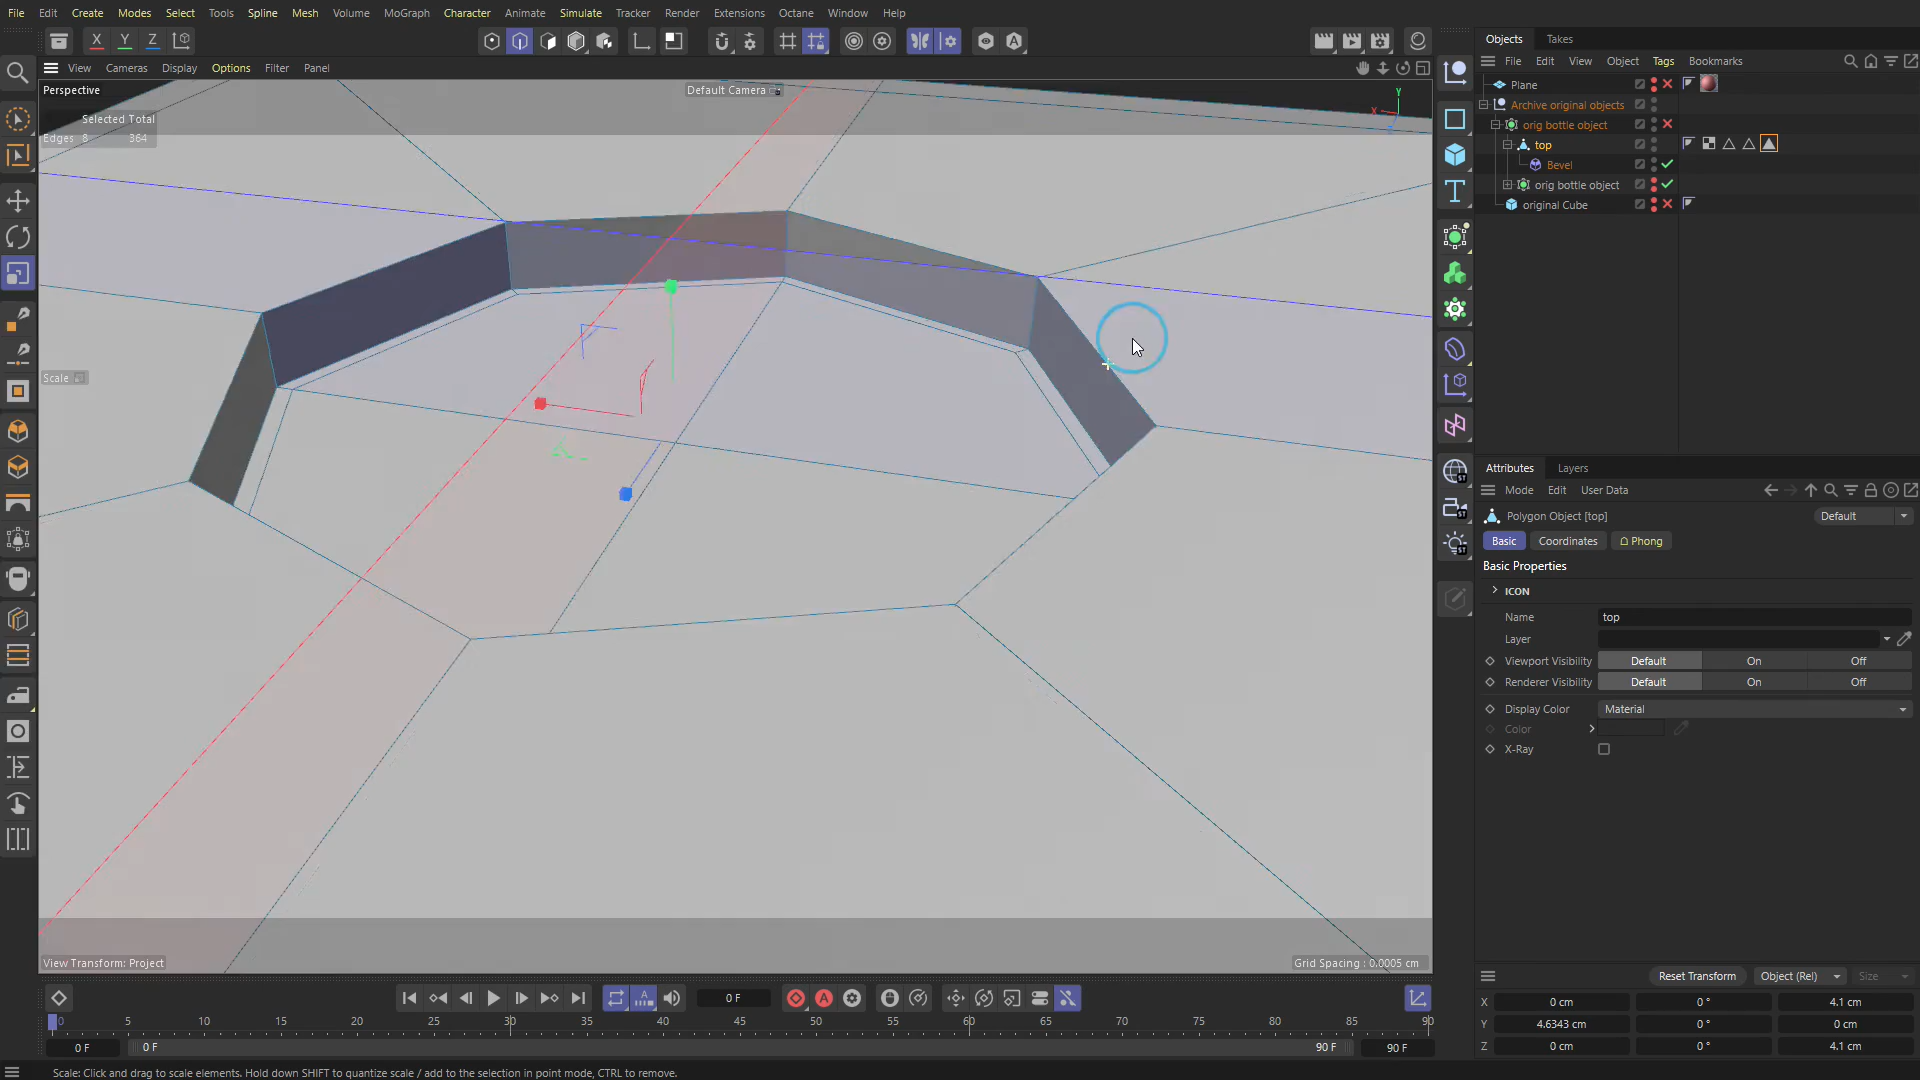 File Edit Create Modes Select Tools Spline Mesh Volume MoGraph Character Animate Simulate Tracker Render Extensions Octane Window Help
X Y Z
View Cameras Display Options Filter Panel
Perspective
Default Camera
Selected Total
Edges 8 364
Scale
Y
X
View Transform: Project
Grid Spacing : 0.0005 cm
Objects Takes
File Edit View Object Tags Bookmarks
Plane
Archive original objects
orig bottle object
top
Bevel
orig bottle object
original Cube
Attributes Layers
Mode Edit User Data
Polygon Object [top]
Default
Basic Coordinates Phong
Basic Properties
ICON
Name top
Layer
Viewport Visibility Default On Off
Renderer Visibility Default On Off
Display Color Material
Color
X-Ray
Reset Transform Object (Rel) Size
X 0 cm 0 ° 4.1 cm
Y 4.6343 cm 0 ° 0 cm
Z 0 cm 0 ° 4.1 cm
0 F
0 5 10 15 20 25 30 35 40 45 50 55 60 65 70 75 80 85 90
0 F 0 F 90 F 90 F
Scale: Click and drag to scale elements. Hold down SHIFT to quantize scale / add to the selection in point mode, CTRL to remove.